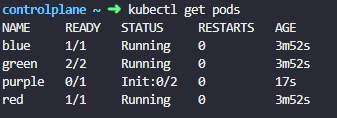 controlplane ~ ➜ kubectl get pods
NAME READY STATUS RESTARTS AGE
blue 1/1 Running 0 3m52s
green 2/2 Running 0 3m52s
purple 0/1 Init:0/2 0 17s
red 1/1 Running 0 3m52s